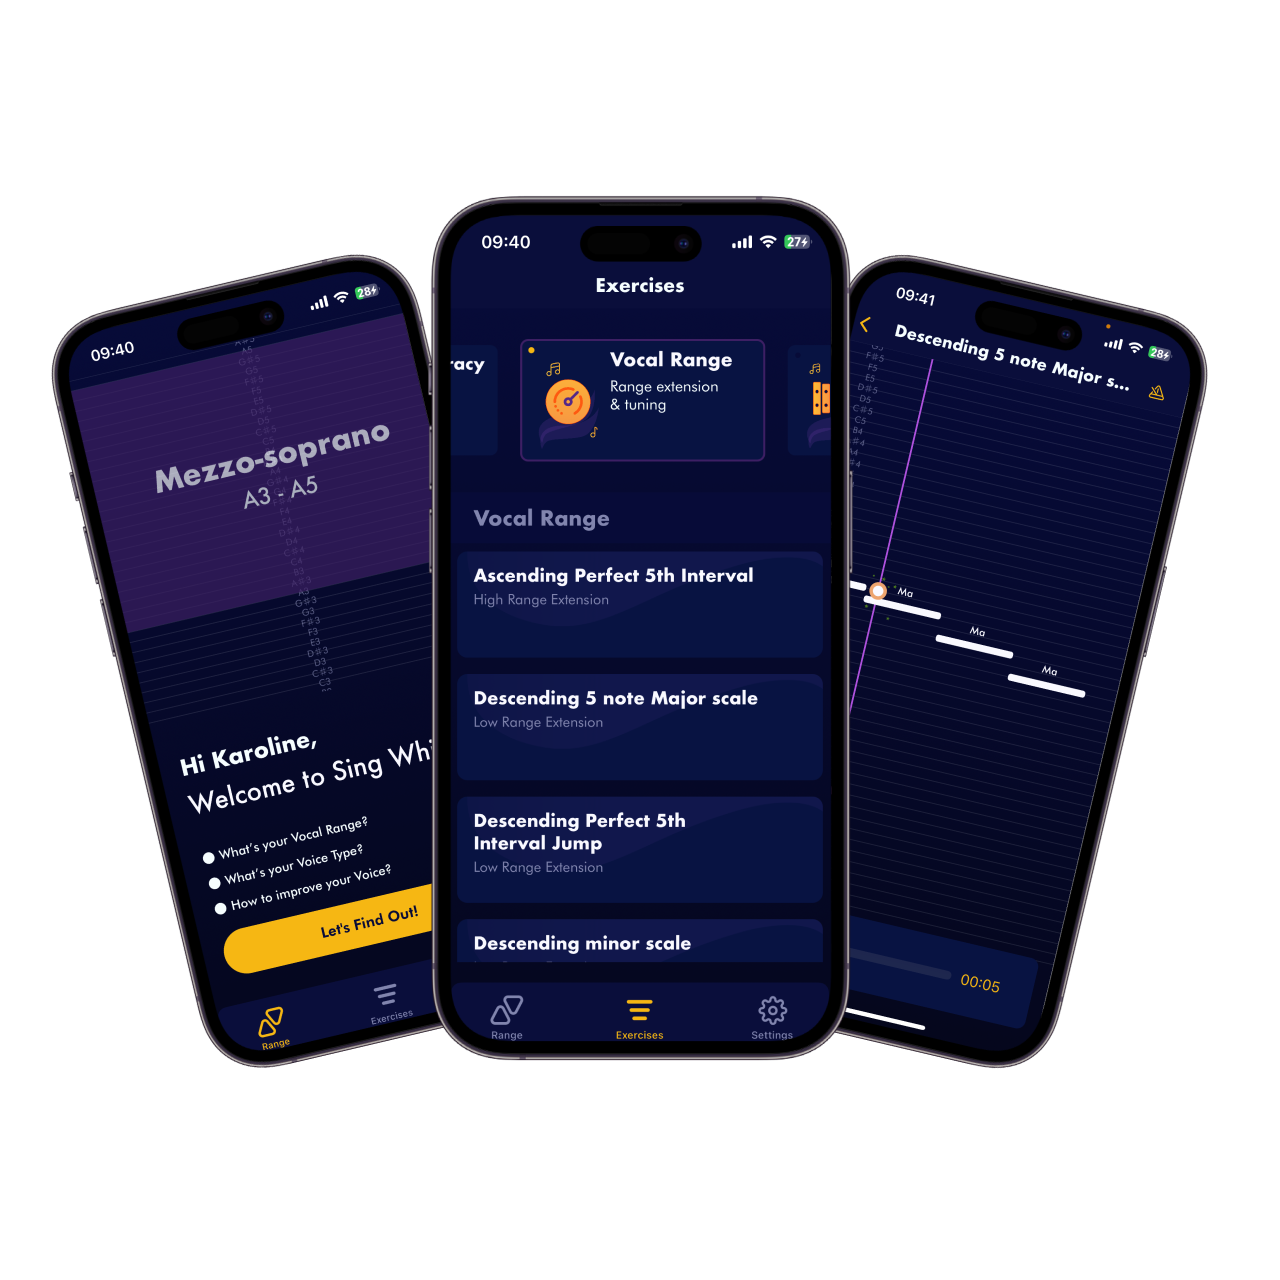 09:40
28
A#5
A5
G#5
G5
F#5
F5
E5
D#5
D5
C#5
C5
Mezzo-soprano
A3 - A5
F4
E4
D#4
D4
C#4
C4
B3
A#3
A3
G#3
G3
F#3
F3
E3
D#3
D3
C#3
C3
Hi Karoline,
Welcome to Sing Whi
What's your Vocal Range?
What's your Voice Type?
How to improve your Voice?
Let's Find Out!
Range
Exercises
09:40
27
Exercises
racy
Vocal Range
Range extension
& tuning
Vocal Range
Ascending Perfect 5th Interval
High Range Extension
Descending 5 note Major scale
Low Range Extension
Descending Perfect 5th
Interval Jump
Low Range Extension
Descending minor scale
Range
Exercises
Settings
09:41
28
Descending 5 note Major s...
G5
F#5
F5
E5
D#5
D5
C#5
C5
B4
#4
A4
#4
Ma
Ma
Ma
00:05